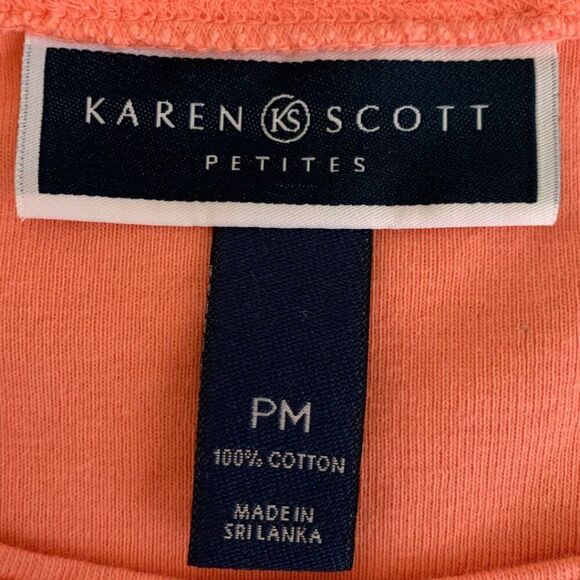 KAREN KS SCOTT
PETITES
PM
100% COTTON
MADE IN
SRI LANKA